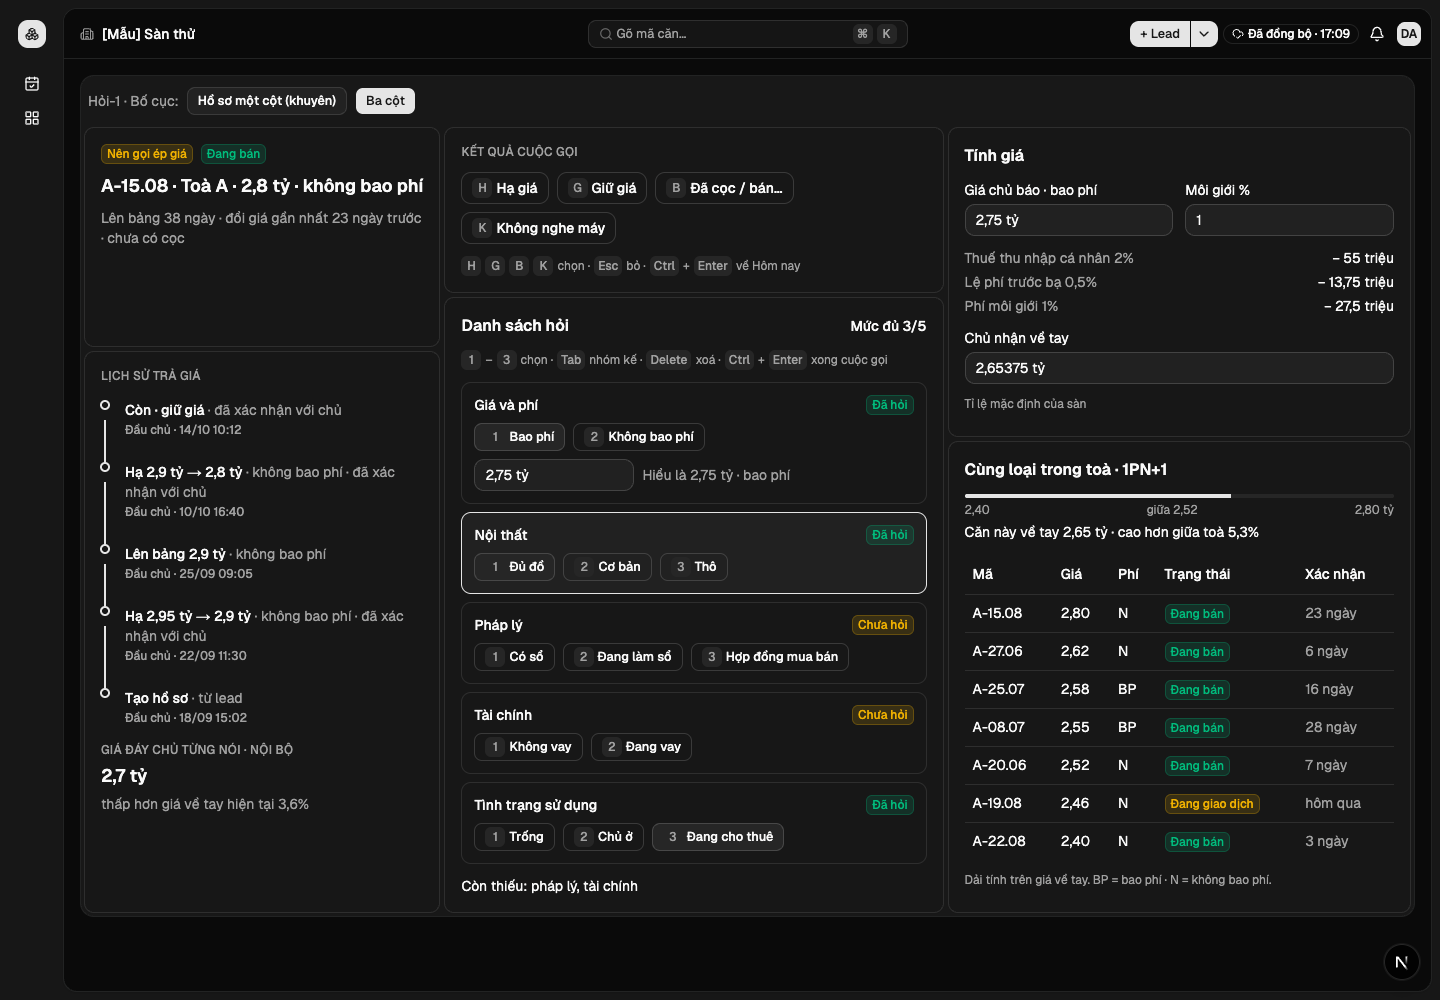 [Mẫu] Sàn thử
Gõ mã căn...
⌘ K
+ Lead
Đã đồng bộ · 17:09
DA
Hỏi-1 · Bố cục:
Hồ sơ một cột (khuyên)
Ba cột
Nên gọi ép giá
Đang bán
A-15.08 · Toà A · 2,8 tỷ · không bao phí
Lên bảng 38 ngày · đổi giá gần nhất 23 ngày trước
· chưa có cọc
LỊCH SỬ TRẢ GIÁ
Còn · giữ giá · đã xác nhận với chủ
Đầu chủ · 14/10 10:12
Hạ 2,9 tỷ → 2,8 tỷ · không bao phí · đã xác
nhận với chủ
Đầu chủ · 10/10 16:40
Lên bảng 2,9 tỷ · không bao phí
Đầu chủ · 25/09 09:05
Hạ 2,95 tỷ → 2,9 tỷ · không bao phí · đã xác
nhận với chủ
Đầu chủ · 22/09 11:30
Tạo hồ sơ · từ lead
Đầu chủ · 18/09 15:02
GIÁ ĐÁY CHỦ TỪNG NÓI · NỘI BỘ
2,7 tỷ
thấp hơn giá về tay hiện tại 3,6%
KẾT QUẢ CUỘC GỌI
H Hạ giá
G Giữ giá
B Đã cọc / bán...
K Không nghe máy
H G B K chọn · Esc bỏ · Ctrl + Enter về Hôm nay
Danh sách hỏi
Mức đủ 3/5
1 – 3 chọn · Tab nhóm kế · Delete xoá · Ctrl + Enter xong cuộc gọi
Giá và phí
Đã hỏi
1 Bao phí
2 Không bao phí
2,75 tỷ
Hiểu là 2,75 tỷ · bao phí
Nội thất
Đã hỏi
1 Đủ đồ
2 Cơ bản
3 Thô
Pháp lý
Chưa hỏi
1 Có sổ
2 Đang làm sổ
3 Hợp đồng mua bán
Tài chính
Chưa hỏi
1 Không vay
2 Đang vay
Tình trạng sử dụng
Đã hỏi
1 Trống
2 Chủ ở
3 Đang cho thuê
Còn thiếu: pháp lý, tài chính
Tính giá
Giá chủ báo · bao phí
Môi giới %
2,75 tỷ
1
Thuế thu nhập cá nhân 2%
– 55 triệu
Lệ phí trước bạ 0,5%
– 13,75 triệu
Phí môi giới 1%
– 27,5 triệu
Chủ nhận về tay
2,65375 tỷ
Tỉ lệ mặc định của sàn
Cùng loại trong toà · 1PN+1
2,40
giữa 2,52
2,80 tỷ
Căn này về tay 2,65 tỷ · cao hơn giữa toà 5,3%
Mã Giá Phí Trạng thái Xác nhận
A-15.08 2,80 N Đang bán 23 ngày
A-27.06 2,62 N Đang bán 6 ngày
A-25.07 2,58 BP Đang bán 16 ngày
A-08.07 2,55 BP Đang bán 28 ngày
A-20.06 2,52 N Đang bán 7 ngày
A-19.08 2,46 N Đang giao dịch hôm qua
A-22.08 2,40 N Đang bán 3 ngày
Dải tính trên giá về tay. BP = bao phí · N = không bao phí.
N